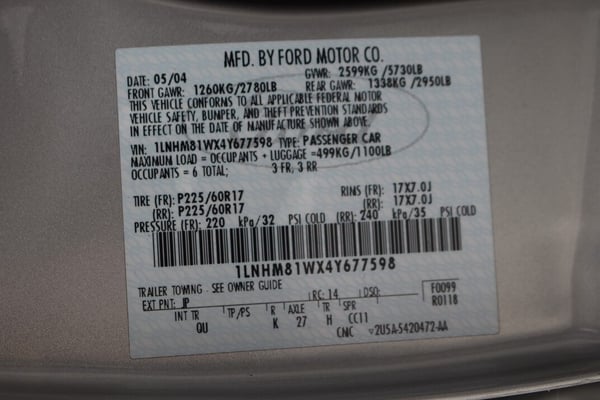 MFD. BY FORD MOTOR CO.
DATE: 05/04 GVWR: 2599KG /5730LB
FRONT GAWR: 1260KG/2780LB REAR GAWR: 1338KG /2950LB
THIS VEHICLE CONFORMS TO ALL APPLICABLE FEDERAL MOTOR
VEHICLE SAFETY, BUMPER, AND THEFT PREVENTION STANDARDS
IN EFFECT ON THE DATE OF MANUFACTURE SHOWN ABOVE.
VIN: 1LNHM81WX4Y677598 TYPE: PASSENGER CAR
MAXIMUM LOAD = OCCUPANTS + LUGGAGE =499KG/1100LB
OCCUPANTS = 6 TOTAL; 3 FR, 3 RR
TIRE (FR): P225/60R17 RIMS (FR): 17X7.0J
(RR): P225/60R17 (RR): 17X7.0J
PRESSURE (FR): 220 kPa/32 PSI COLD (RR): 240 kPa/35 PSI COLD
1LNHM81WX4Y677598
TRAILER TOWING - SEE OWNER GUIDE
EXT PNT: JP RC: 14 DSO: F0099
R0118
INT TR TP/PS R AXLE TR SPR
OU K 27 H CC11
CNC 2U5A-5420472-AA